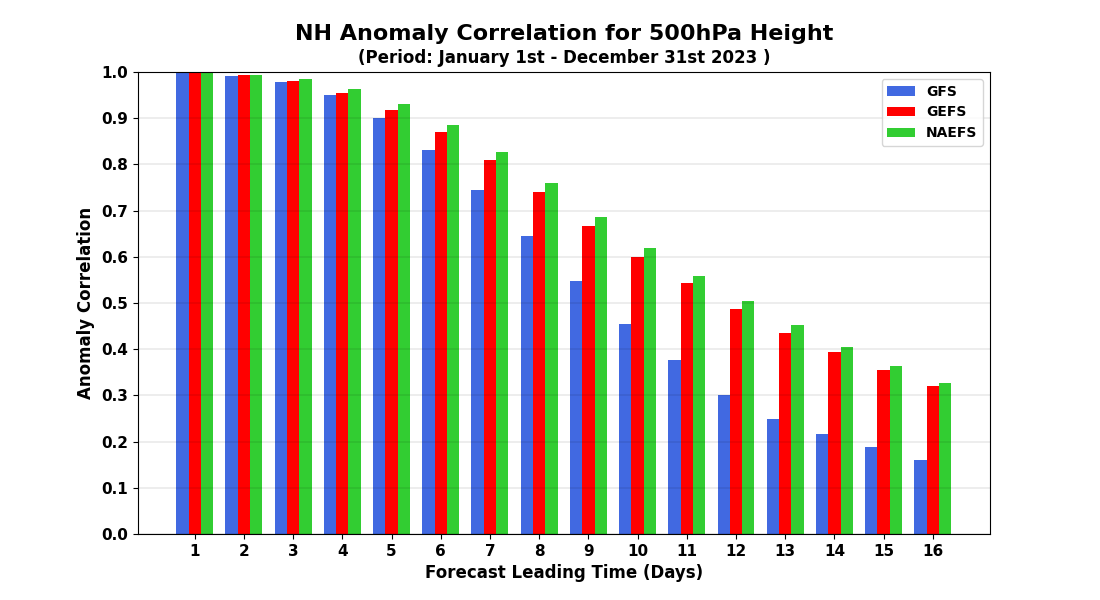 NH Anomaly Correlation for 500hPa Height
(Period: January 1st - December 31st 2023 )
GFS
GEFS
NAEFS
Anomaly Correlation
1.0
0.9
0.8
0.7
0.6
0.5
0.4
0.3
0.2
0.1
0.0
1 2 3 4 5 6 7 8 9 10 11 12 13 14 15 16
Forecast Leading Time (Days)